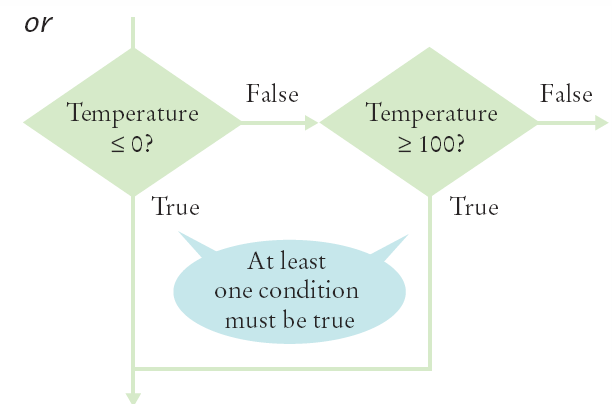 or
False
False
Temperature
≤ 0?
Temperature
≥ 100?
True
True
At least
one condition
must be true